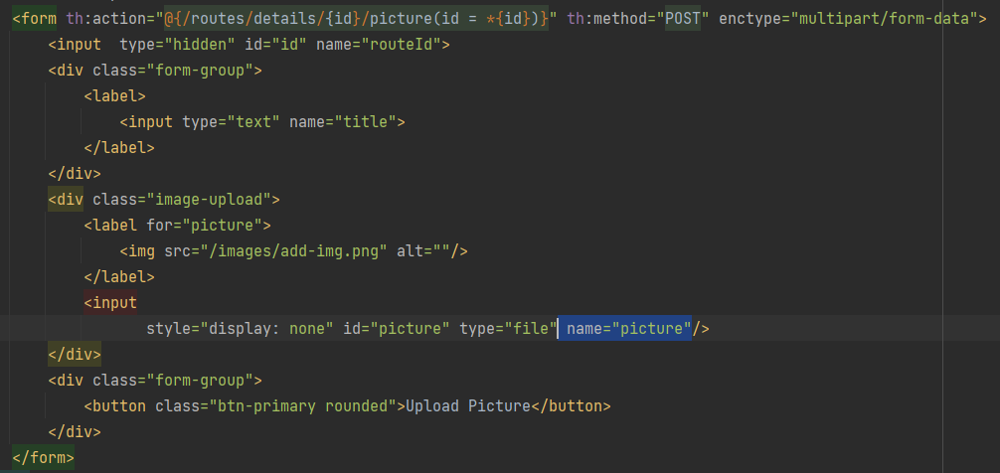 <form th:action="@{/routes/details/{id}/picture(id = *{id})}" th:method="POST" enctype="multipart/form-data">
<input  type="hidden" id="id" name="routeId">
<div class="form-group">
<label>
<input type="text" name="title">
</label>
</div>
<div class="image-upload">
<label for="picture">
<img src="/images/add-img.png" alt=""/>
</label>
<input
style="display: none" id="picture" type="file" name="picture"/>
</div>
<div class="form-group">
<button class="btn-primary rounded">Upload Picture</button>
</div>
</form>